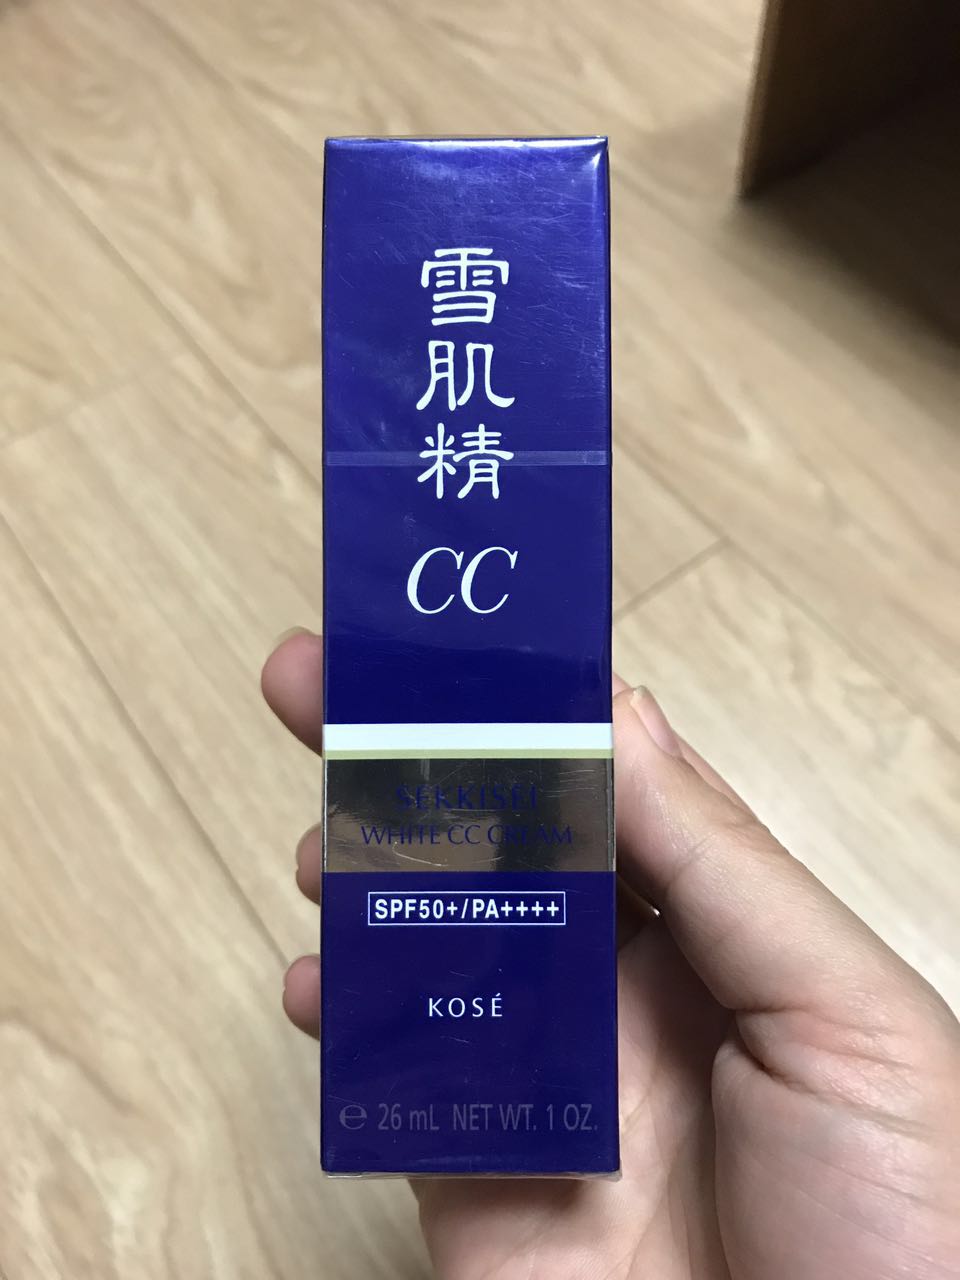 雪肌精
CC
SEKKISEI
WHITE CC CREAM
SPF50+/PA++++
KOSÉ
℮ 26 mL NET WT. 1 OZ.